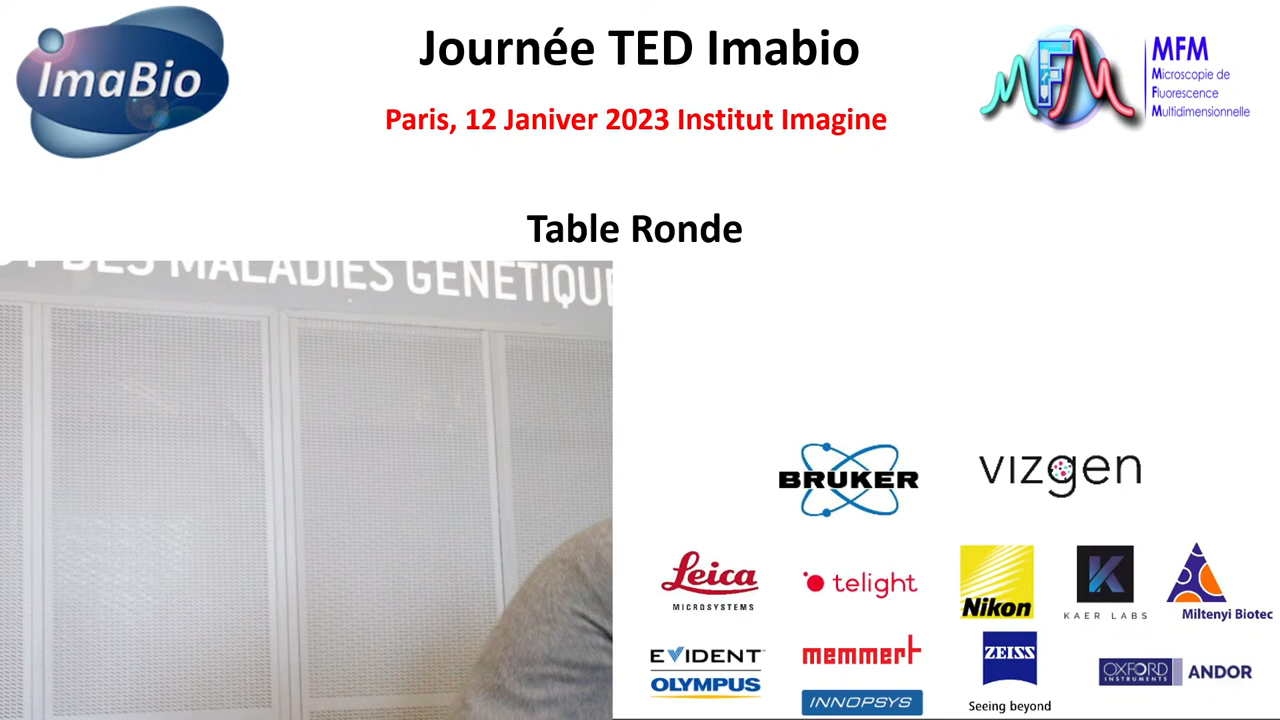 ImaBio
Journée TED Imabio
Paris, 12 Janiver 2023 Institut Imagine
MFM
MFM
Microscopie de
Fluorescence
Multidimensionnelle
Table Ronde
DES MALADIES GÉNÉTIQU
BRUKER
vizgen
Leica
MICROSYSTEMS
telight
Nikon
KAER LABS
Miltenyi Biotec
EVIDENT
OLYMPUS
memmert
INNOPSYS
ZEISS
Seeing beyond
OXFORD
INSTRUMENTS
ANDOR